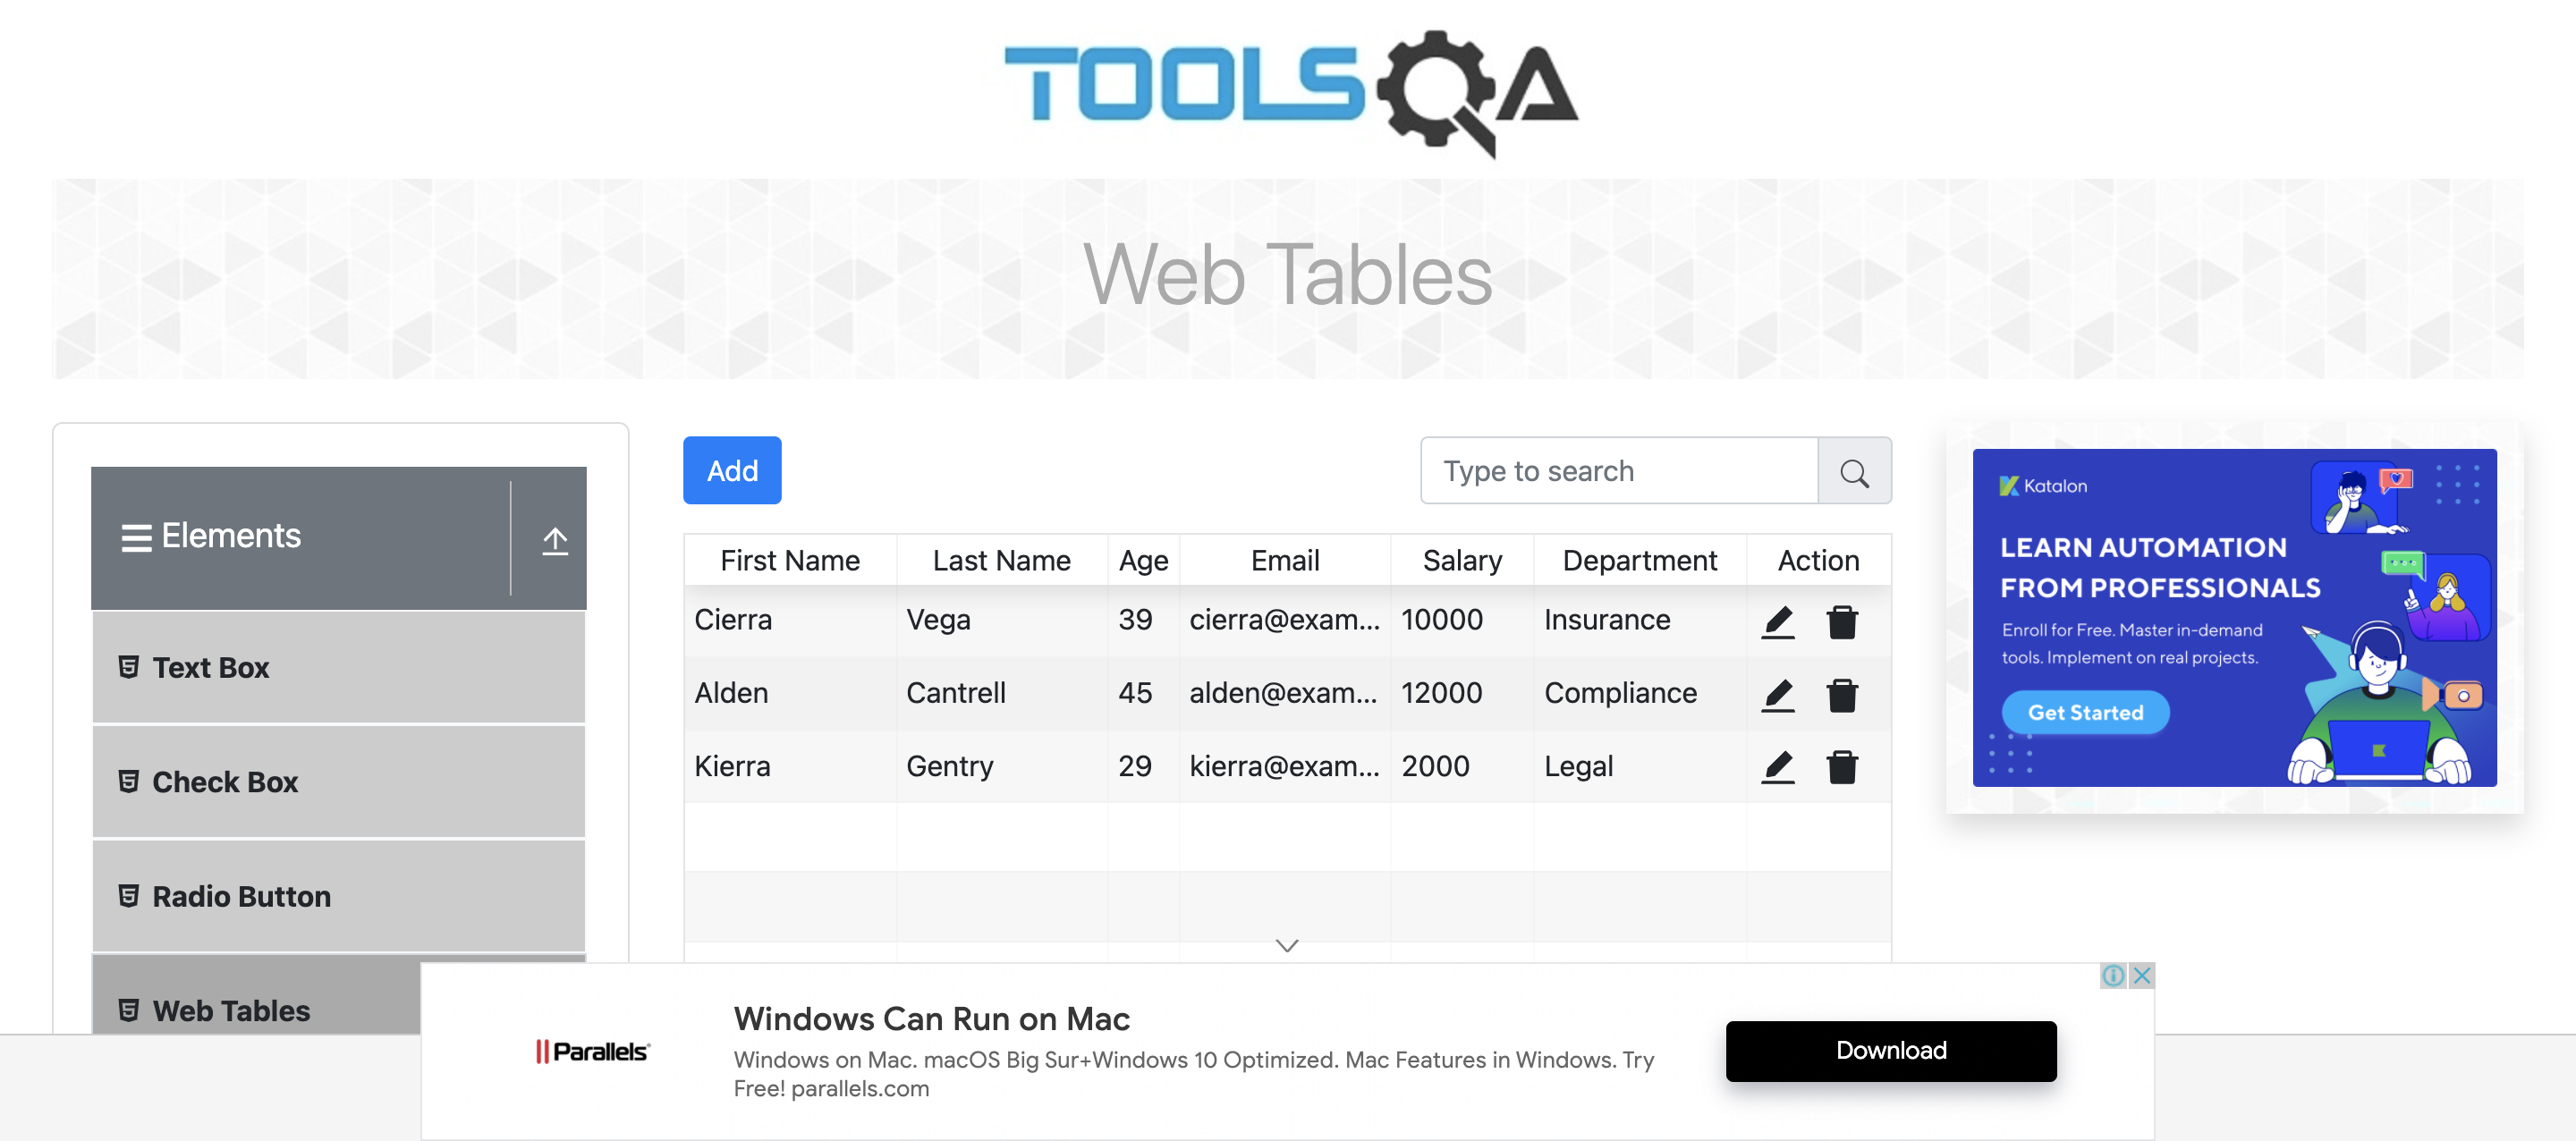 TOOLSQA
Web Tables
Elements
Text Box
Check Box
Radio Button
Web Tables
Add
Type to search
First Name Last Name Age Email Salary Department Action
Cierra Vega 39 cierra@exam... 10000 Insurance
Alden Cantrell 45 alden@exam... 12000 Compliance
Kierra Gentry 29 kierra@exam... 2000 Legal
Katalon
LEARN AUTOMATION
FROM PROFESSIONALS
Enroll for Free. Master in-demand
tools. Implement on real projects.
Get Started
Parallels
Windows Can Run on Mac
Windows on Mac. macOS Big Sur+Windows 10 Optimized. Mac Features in Windows. Try
Free! parallels.com
Download